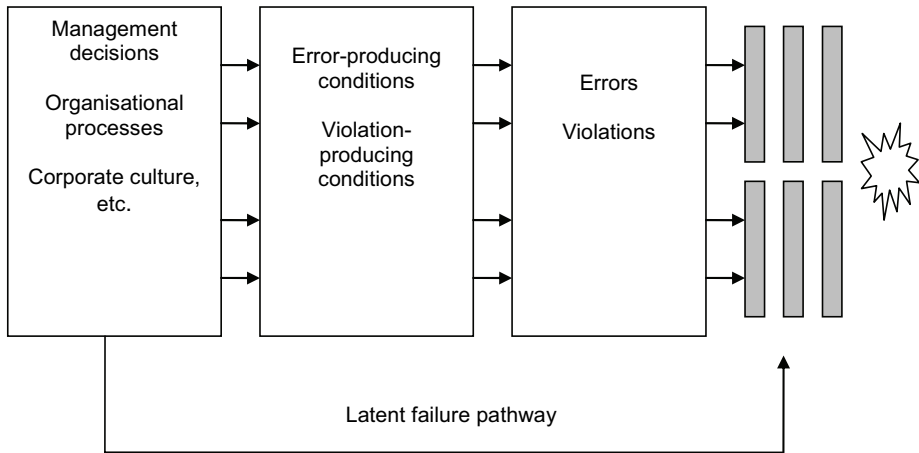 Management
decisions
Organisational
processes
Corporate culture,
etc.
Error-producing
conditions
Violation-
producing
conditions
Errors
Violations
Latent failure pathway